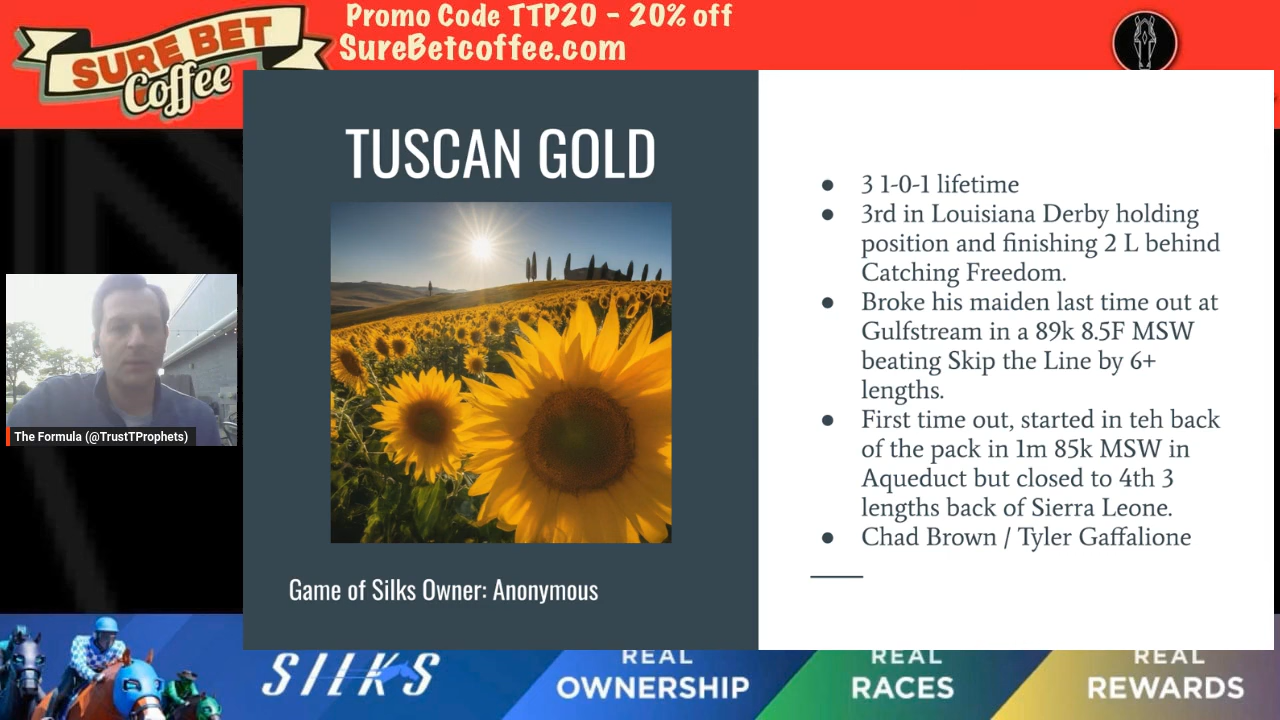 Promo Code TTP20 - 20% off
SURE BET
SureBetcoffee.com
Coffee
TUSCAN GOLD
● 3 1-0-1 lifetime
● 3rd in Louisiana Derby holding
position and finishing 2 L behind
Catching Freedom.
● Broke his maiden last time out at
Gulfstream in a 89k 8.5F MSW
beating Skip the Line by 6+
lengths.
● First time out, started in teh back
of the pack in 1m 85k MSW in
Aqueduct but closed to 4th 3
lengths back of Sierra Leone.
● Chad Brown / Tyler Gaffalione
The Formula (@TrustTProphets)
Game of Silks Owner: Anonymous
SILKS
REAL
OWNERSHIP
REAL
RACES
REAL
REWARDS